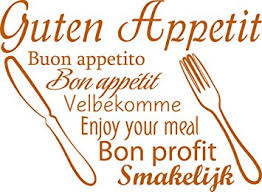 Guten Appetit
Buon appetito
Bon appétit
Velbekomme
Enjoy your meal
Bon profit
Smakelijk